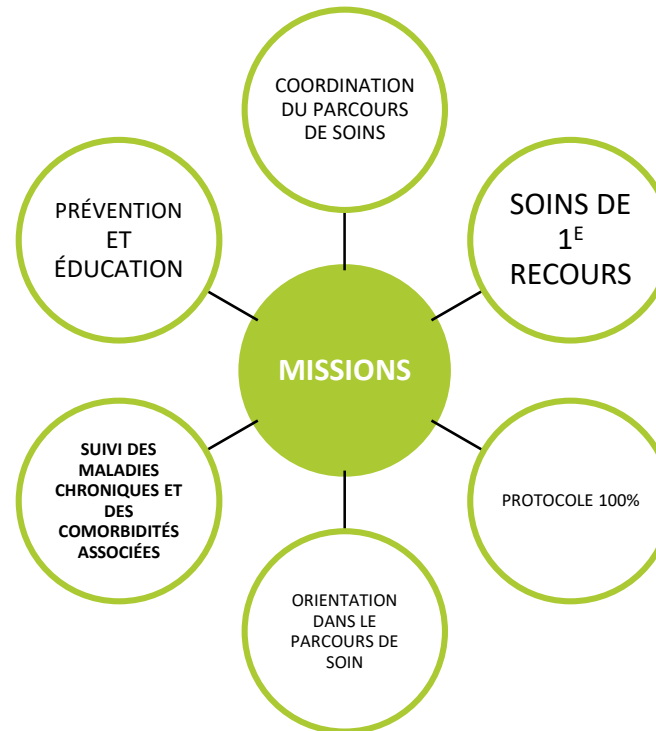 COORDINATION
DU PARCOURS
DE SOINS
PRÉVENTION
ET
ÉDUCATION
SOINS DE
1E
RECOURS
MISSIONS
SUIVI DES
MALADIES
CHRONIQUES ET
DES
COMORBIDITÉS
ASSOCIÉES
PROTOCOLE 100%
ORIENTATION
DANS LE
PARCOURS DE
SOIN